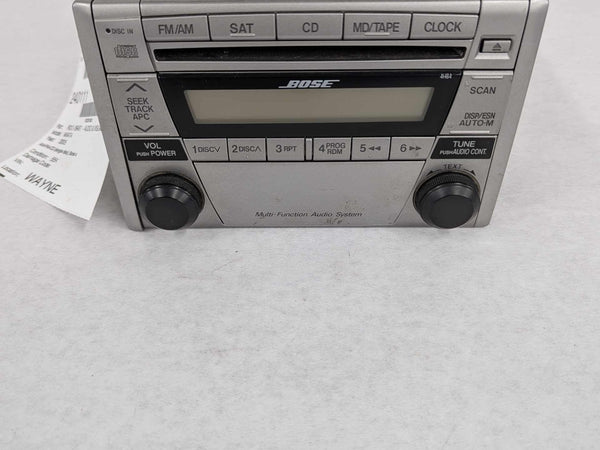 DISC IN
FM/AM SAT CD MD/TAPE CLOCK
BOSE
SEEK
TRACK
APC
SCAN
DISP/ESN
AUTO-M
VOL
PUSH POWER
1 DISC 2 DISC 3 RPT 4 PROG RDM 5 6
TUNE
PUSH AUDIO CONT.
TEXT
Multi-Function Audio System
WAYNE